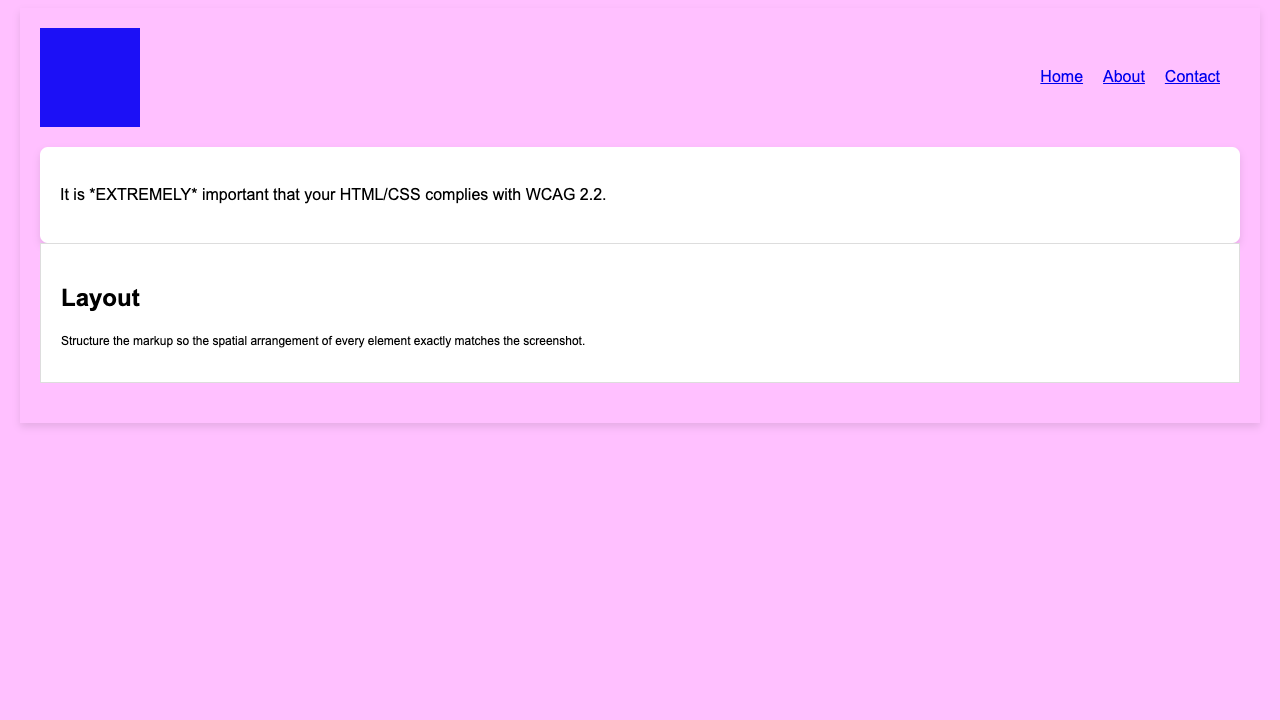 Home About Contact
It is *EXTREMELY* important that your HTML/CSS complies with WCAG 2.2.
Layout
Structure the markup so the spatial arrangement of every element exactly matches the screenshot.